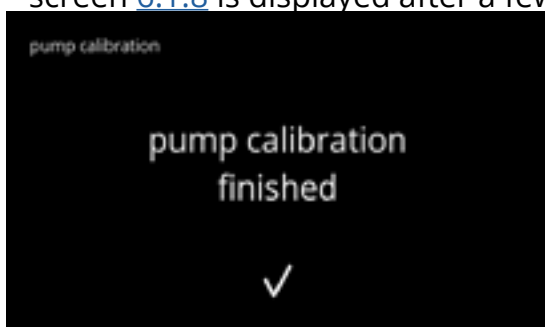 screen 6.1.8 is displayed after a few
pump calibration
pump calibration
finished